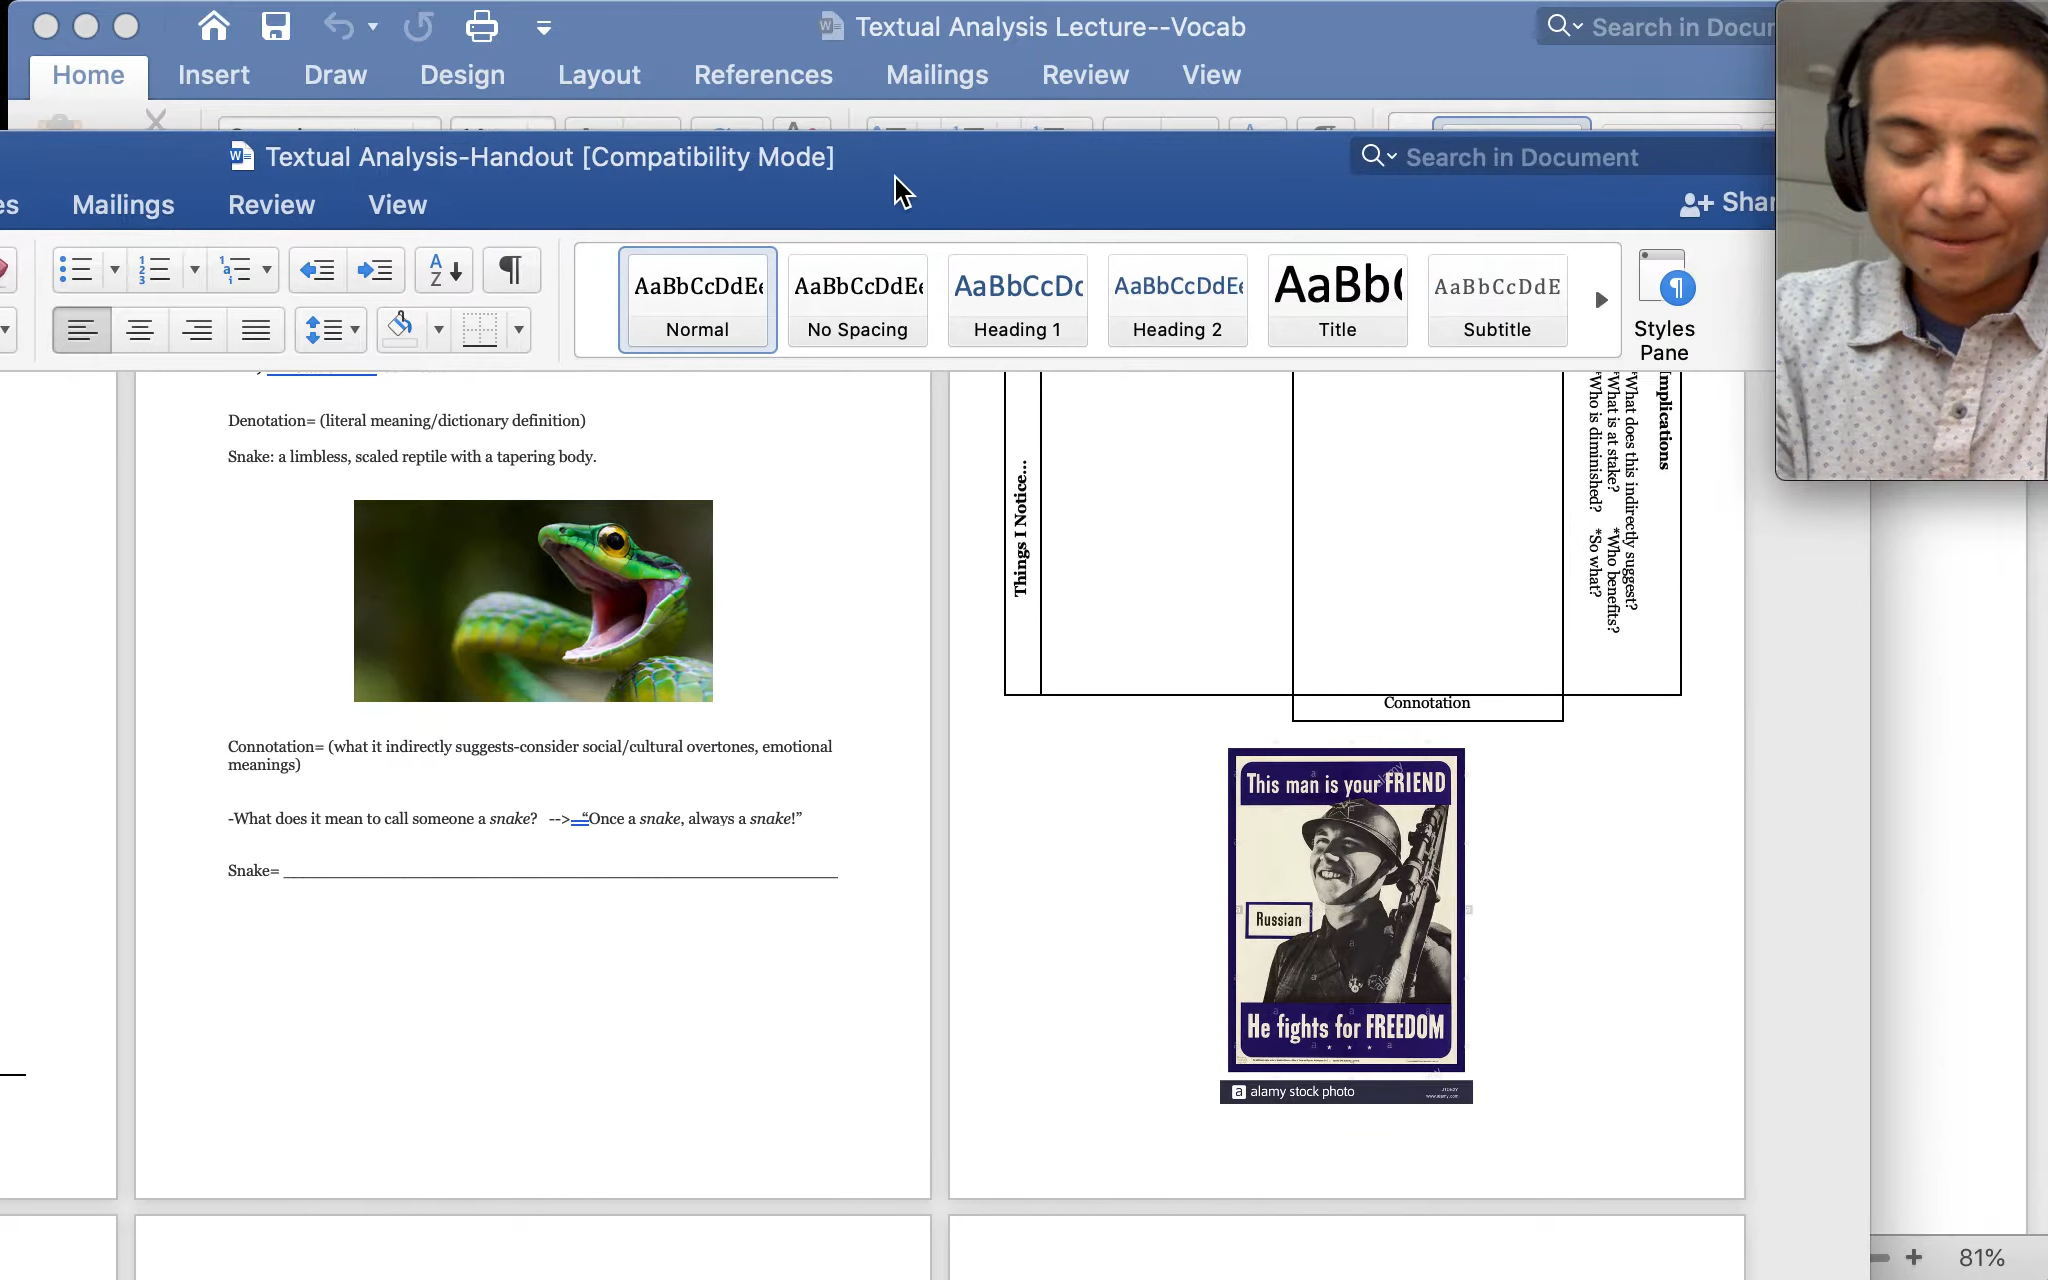 Textual Analysis Lecture--Vocab
Search in Docur
Home Insert Draw Design Layout References Mailings Review View
Textual Analysis-Handout [Compatibility Mode]
Search in Document
es Mailings Review View
Shar
AaBbCcDdEe AaBbCcDdEe AaBbCcDc AaBbCcDdEe AaBb( AaBbCcDdE
Normal No Spacing Heading 1 Heading 2 Title Subtitle
Styles
Pane
Denotation= (literal meaning/dictionary definition)
Snake: a limbless, scaled reptile with a tapering body.
Connotation= (what it indirectly suggests-consider social/cultural overtones, emotional
meanings)
-What does it mean to call someone a snake? --> “Once a snake, always a snake!”
Snake=
Things I Notice...
Implications
*What does this indirectly suggest?
*What is at stake? *Who benefits?
*Who is diminished? *So what?
Connotation
This man is your FRIEND
Russian
He fights for FREEDOM
a alamy stock photo
www.alamy.com
81%